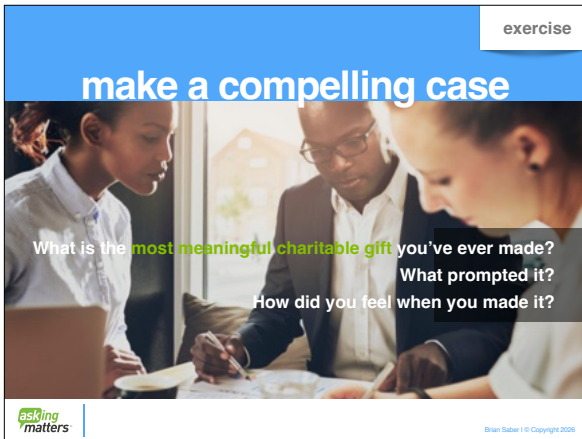 exercise
make a compelling case
What is the most meaningful charitable gift you've ever made?
What prompted it?
How did you feel when you made it?
asking
matters
Brian Saber | © Copyright 2026